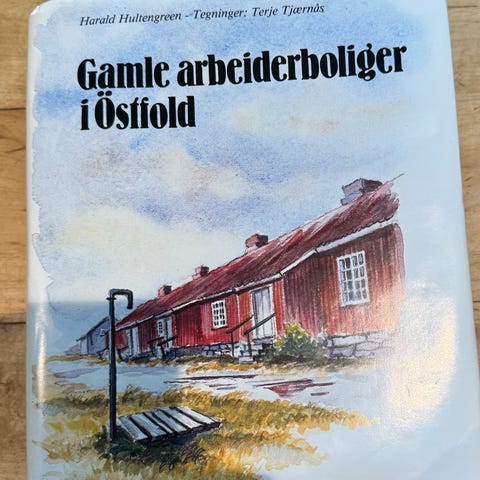 Harald Hultengreen - Tegninger: Terje Tjærnås
Gamle arbeiderboliger
i Östfold